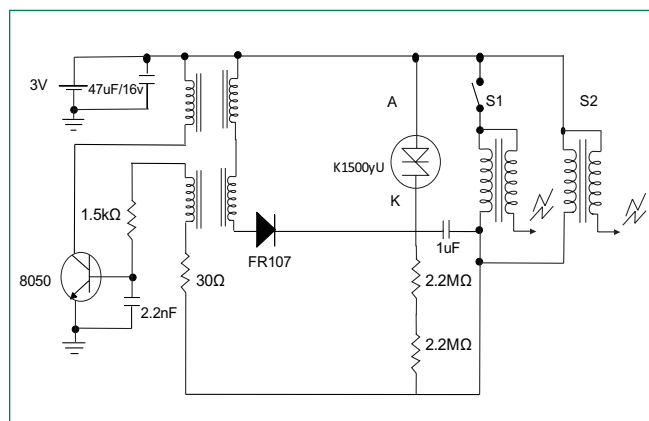 3V
47uF/16v
1.5kΩ
8050
2.2nF
30Ω
FR107
A
K1500yU
K
1uF
2.2MΩ
2.2MΩ
S1
S2